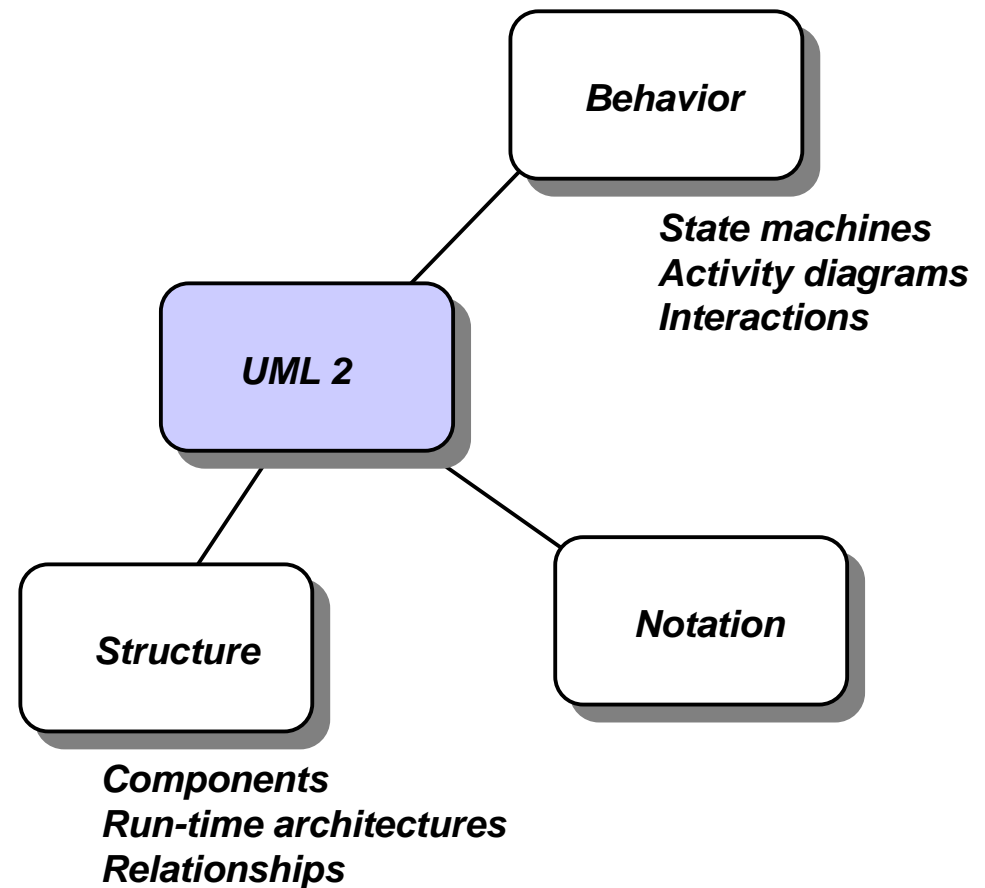 Behavior
State machines
Activity diagrams
Interactions
UML 2
Notation
Structure
Components
Run-time architectures
Relationships